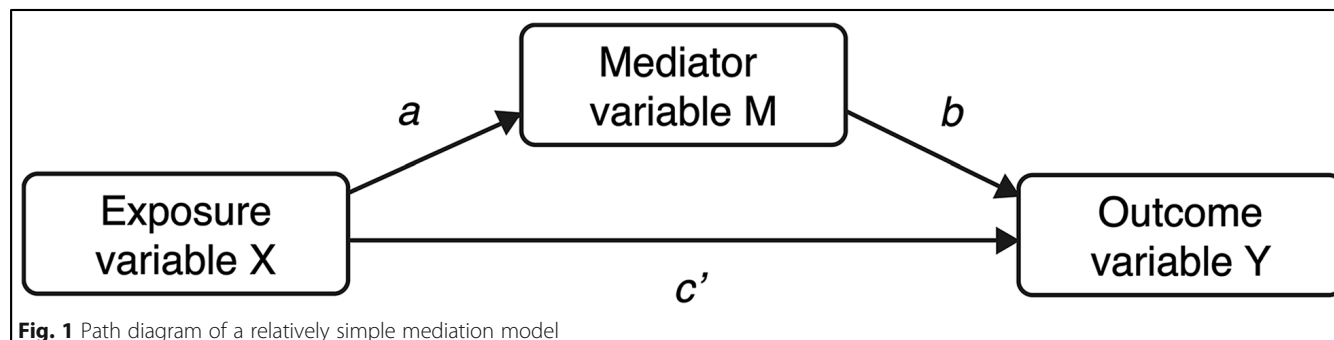 Mediator
variable M
a
b
Exposure
variable X
Outcome
variable Y
c'
Fig. 1 Path diagram of a relatively simple mediation model